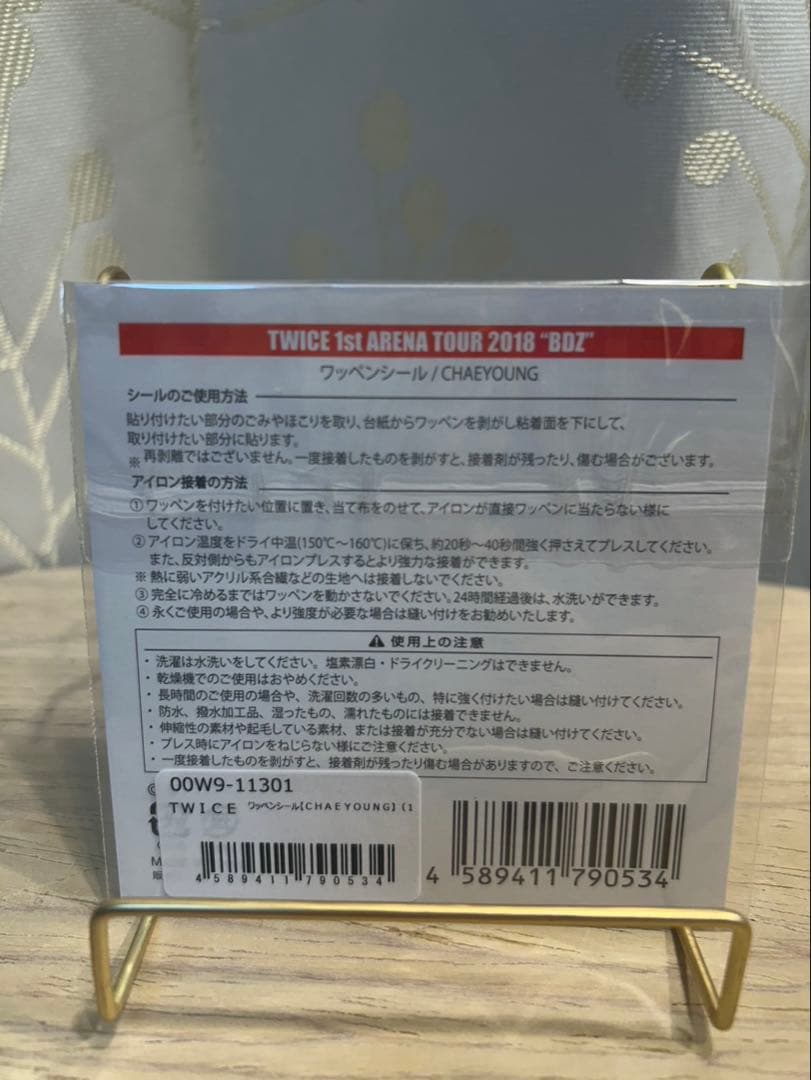 TWICE 1st ARENA TOUR 2018 “BDZ”
ワッペンシール / CHAEYOUNG
シールのご使用方法
貼り付けたい部分のごみやほこりを取り、台紙からワッペンを剥がし粘着面を下にして、
取り付けたい部分に貼ります。
※ 再剥離ではございません。一度接着したものを剥がすと、接着剤が残ったり、傷む場合がございます。
アイロン接着の方法
①ワッペンを付けたい位置に置き、当て布をのせて、アイロンが直接ワッペンに当たらない様に
してください。
②アイロン温度をドライ中温(150℃～160℃)に保ち、約20秒～40秒間強く押さえてプレスしてください。
また、反対側からもアイロンプレスするとより強力な接着ができます。
※ 熱に弱いアクリル系合繊などの生地へは接着しないでください。
③完全に冷めるまではワッペンを動かさないでください。24時間経過後は、水洗いができます。
④永くご使用の場合や、より強度が必要な場合は縫い付けをお勧めいたします。
⚠ 使用上の注意
・洗濯は水洗いをしてください。塩素漂白・ドライクリーニングはできません。
・乾燥機でのご使用はおやめください。
・長時間のご使用の場合や、洗濯回数の多いもの、特に強く付けたい場合は縫い付けてください。
・防水、撥水加工品、湿ったもの、濡れたものには接着できません。
・伸縮性の素材や起毛している素材、または接着が充分でない場合は縫い付けてください。
・プレス時にアイロンをねじらない様にご注意ください。
・一度接着したものを剥がすと、接着剤が残ったり傷む場合がありますので、ご注意ください。
00W9-11301
TWICE ワッペンシール【CHAEYOUNG】(1
4 589411 790534
4 589411 790534